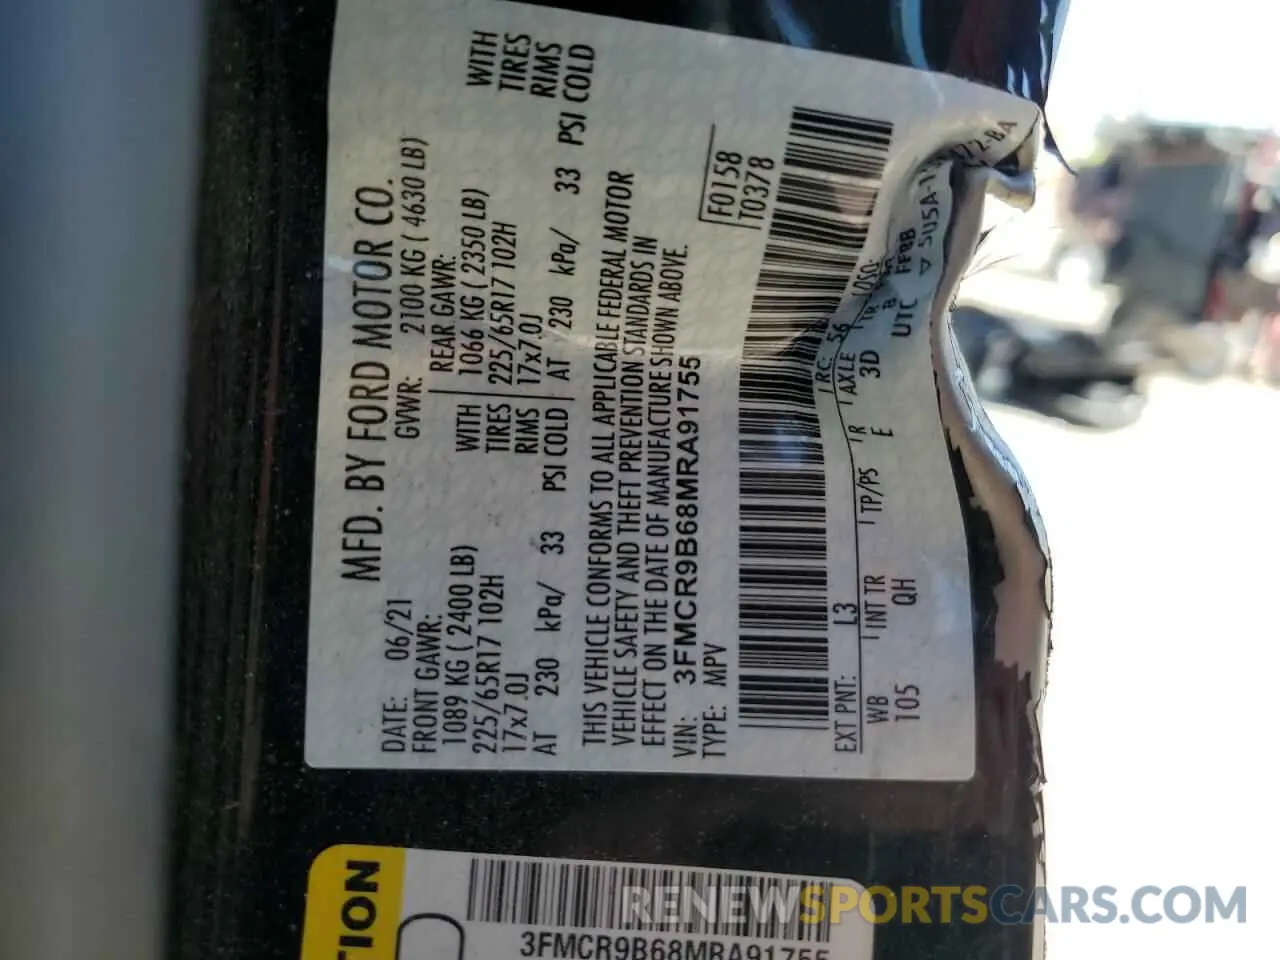 MFD. BY FORD MOTOR CO.
DATE: 06/21 GVWR: 2100 KG ( 4630 LB)
FRONT GAWR: REAR GAWR:
1089 KG ( 2400 LB) WITH 1066 KG ( 2350 LB) WITH
225/65R17 102H TIRES 225/65R17 102H TIRES
17x7.0J RIMS 17x7.0J RIMS
AT 230 kPa/ 33 PSI COLD AT 230 kPa/ 33 PSI COLD
THIS VEHICLE CONFORMS TO ALL APPLICABLE FEDERAL MOTOR
VEHICLE SAFETY AND THEFT PREVENTION STANDARDS IN
EFFECT ON THE DATE OF MANUFACTURE SHOWN ABOVE.
VIN: 3FMCR9B68MRA91755
TYPE: MPV
F0158
T0378
EXT PNT: L3 RC: 56
WB INT TR TP/PS R AXLE TR
105 QH E 3D
UTC
TION
3FMCR9B68MRA91755
RENEWSPORTSCARS.COM